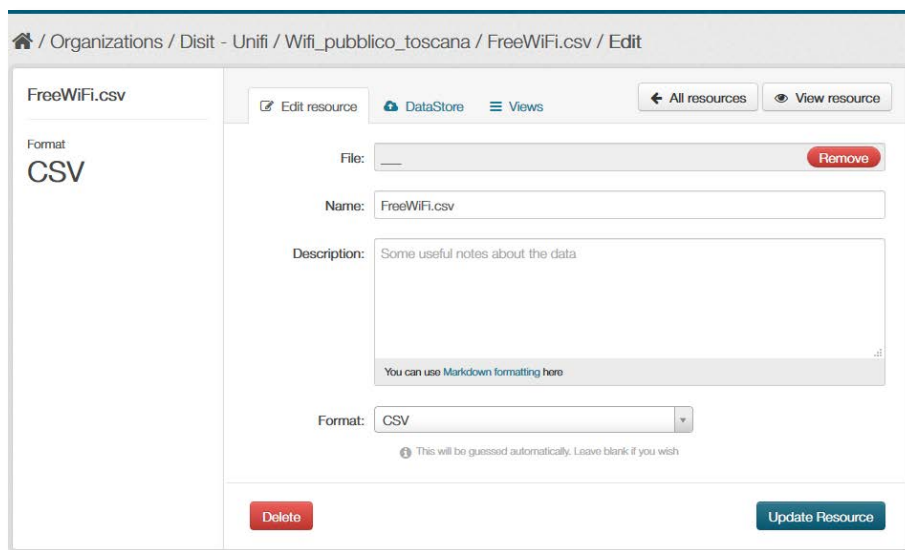 / Organizations / Disit - Unifi / Wifi_pubblico_toscana / FreeWiFi.csv / Edit
FreeWiFi.csv
Format
CSV
Edit resource DataStore Views All resources View resource
File: ___ Remove
Name: FreeWiFi.csv
Description: Some useful notes about the data
You can use Markdown formatting here
Format: CSV
This will be guessed automatically. Leave blank if you wish
Delete Update Resource